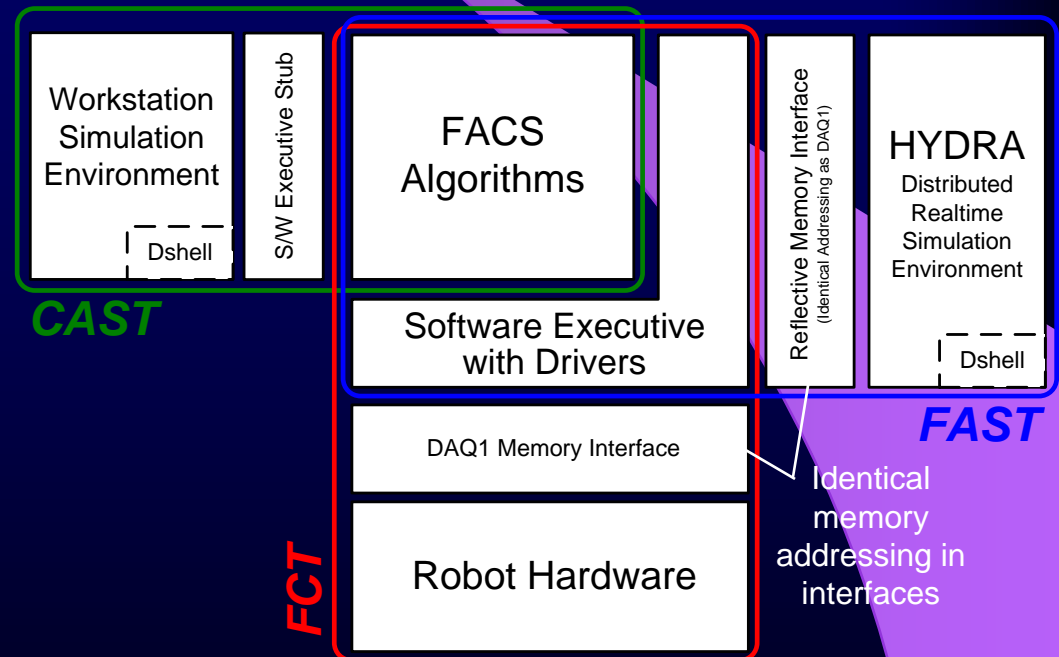 Workstation
Simulation
Environment
Dshell
S/W Executive Stub
FACS
Algorithms
Software Executive
with Drivers
Reflective Memory Interface
(Identical Addressing as DAQ1)
HYDRA
Distributed
Realtime
Simulation
Environment
Dshell
CAST
FAST
DAQ1 Memory Interface
Identical
memory
addressing in
interfaces
FCT
Robot Hardware